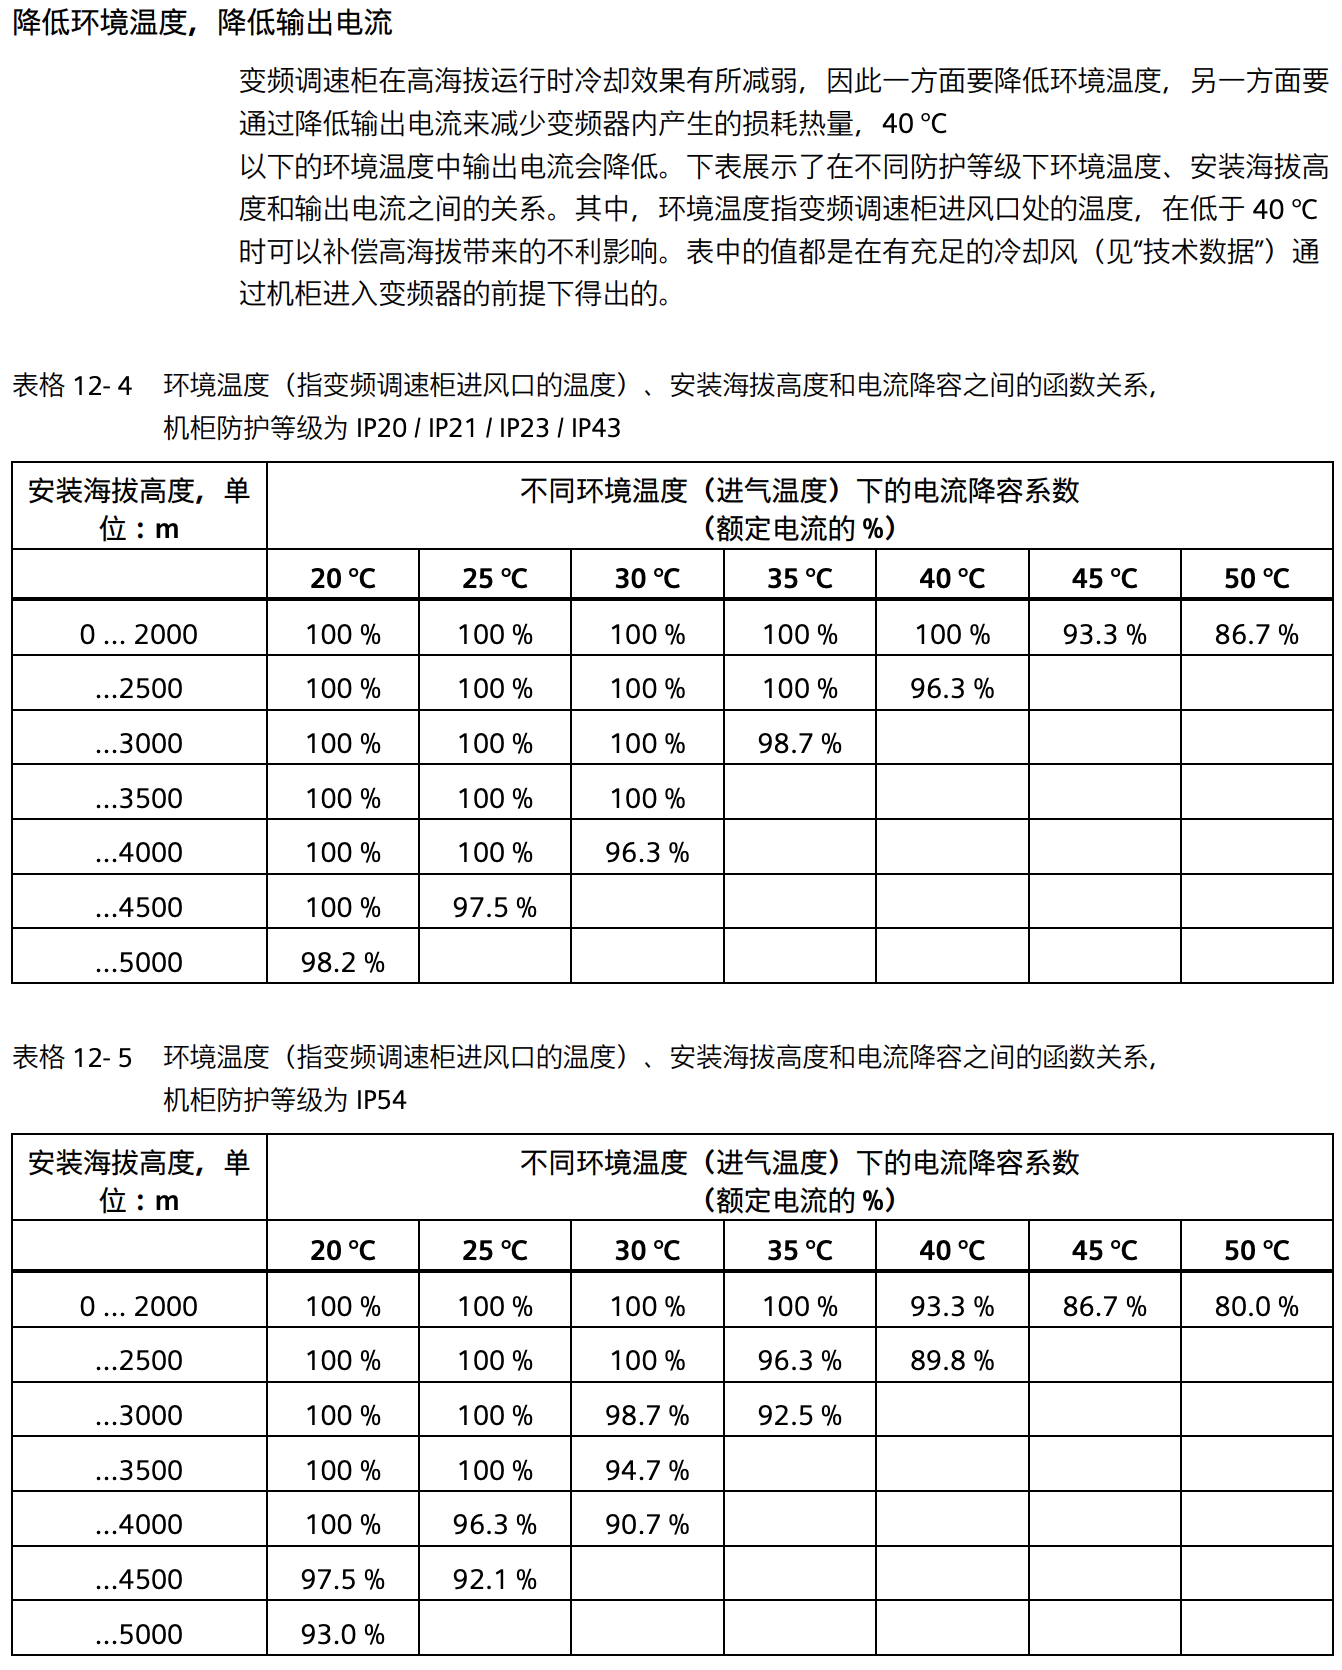 降低环境温度，降低输出电流
变频调速柜在高海拔运行时冷却效果有所减弱，因此一方面要降低环境温度，另一方面要
通过降低输出电流来减少变频器内产生的损耗热量，40 ℃
以下的环境温度中输出电流会降低。下表展示了在不同防护等级下环境温度、安装海拔高
度和输出电流之间的关系。其中，环境温度指变频调速柜进风口处的温度，在低于 40 ℃
时可以补偿高海拔带来的不利影响。表中的值都是在有充足的冷却风（见“技术数据”）通
过机柜进入变频器的前提下得出的。
表格 12- 4 环境温度（指变频调速柜进风口的温度）、安装海拔高度和电流降容之间的函数关系，
机柜防护等级为 IP20 / IP21 / IP23 / IP43
安装海拔高度，单
位：m
不同环境温度（进气温度）下的电流降容系数
（额定电流的 %）
20 ℃ 25 ℃ 30 ℃ 35 ℃ 40 ℃ 45 ℃ 50 ℃
0 ... 2000 100 % 100 % 100 % 100 % 100 % 93.3 % 86.7 %
...2500 100 % 100 % 100 % 100 % 96.3 %
...3000 100 % 100 % 100 % 98.7 %
...3500 100 % 100 % 100 %
...4000 100 % 100 % 96.3 %
...4500 100 % 97.5 %
...5000 98.2 %
表格 12- 5 环境温度（指变频调速柜进风口的温度）、安装海拔高度和电流降容之间的函数关系，
机柜防护等级为 IP54
安装海拔高度，单
位：m
不同环境温度（进气温度）下的电流降容系数
（额定电流的 %）
20 ℃ 25 ℃ 30 ℃ 35 ℃ 40 ℃ 45 ℃ 50 ℃
0 ... 2000 100 % 100 % 100 % 100 % 93.3 % 86.7 % 80.0 %
...2500 100 % 100 % 100 % 96.3 % 89.8 %
...3000 100 % 100 % 98.7 % 92.5 %
...3500 100 % 100 % 94.7 %
...4000 100 % 96.3 % 90.7 %
...4500 97.5 % 92.1 %
...5000 93.0 %